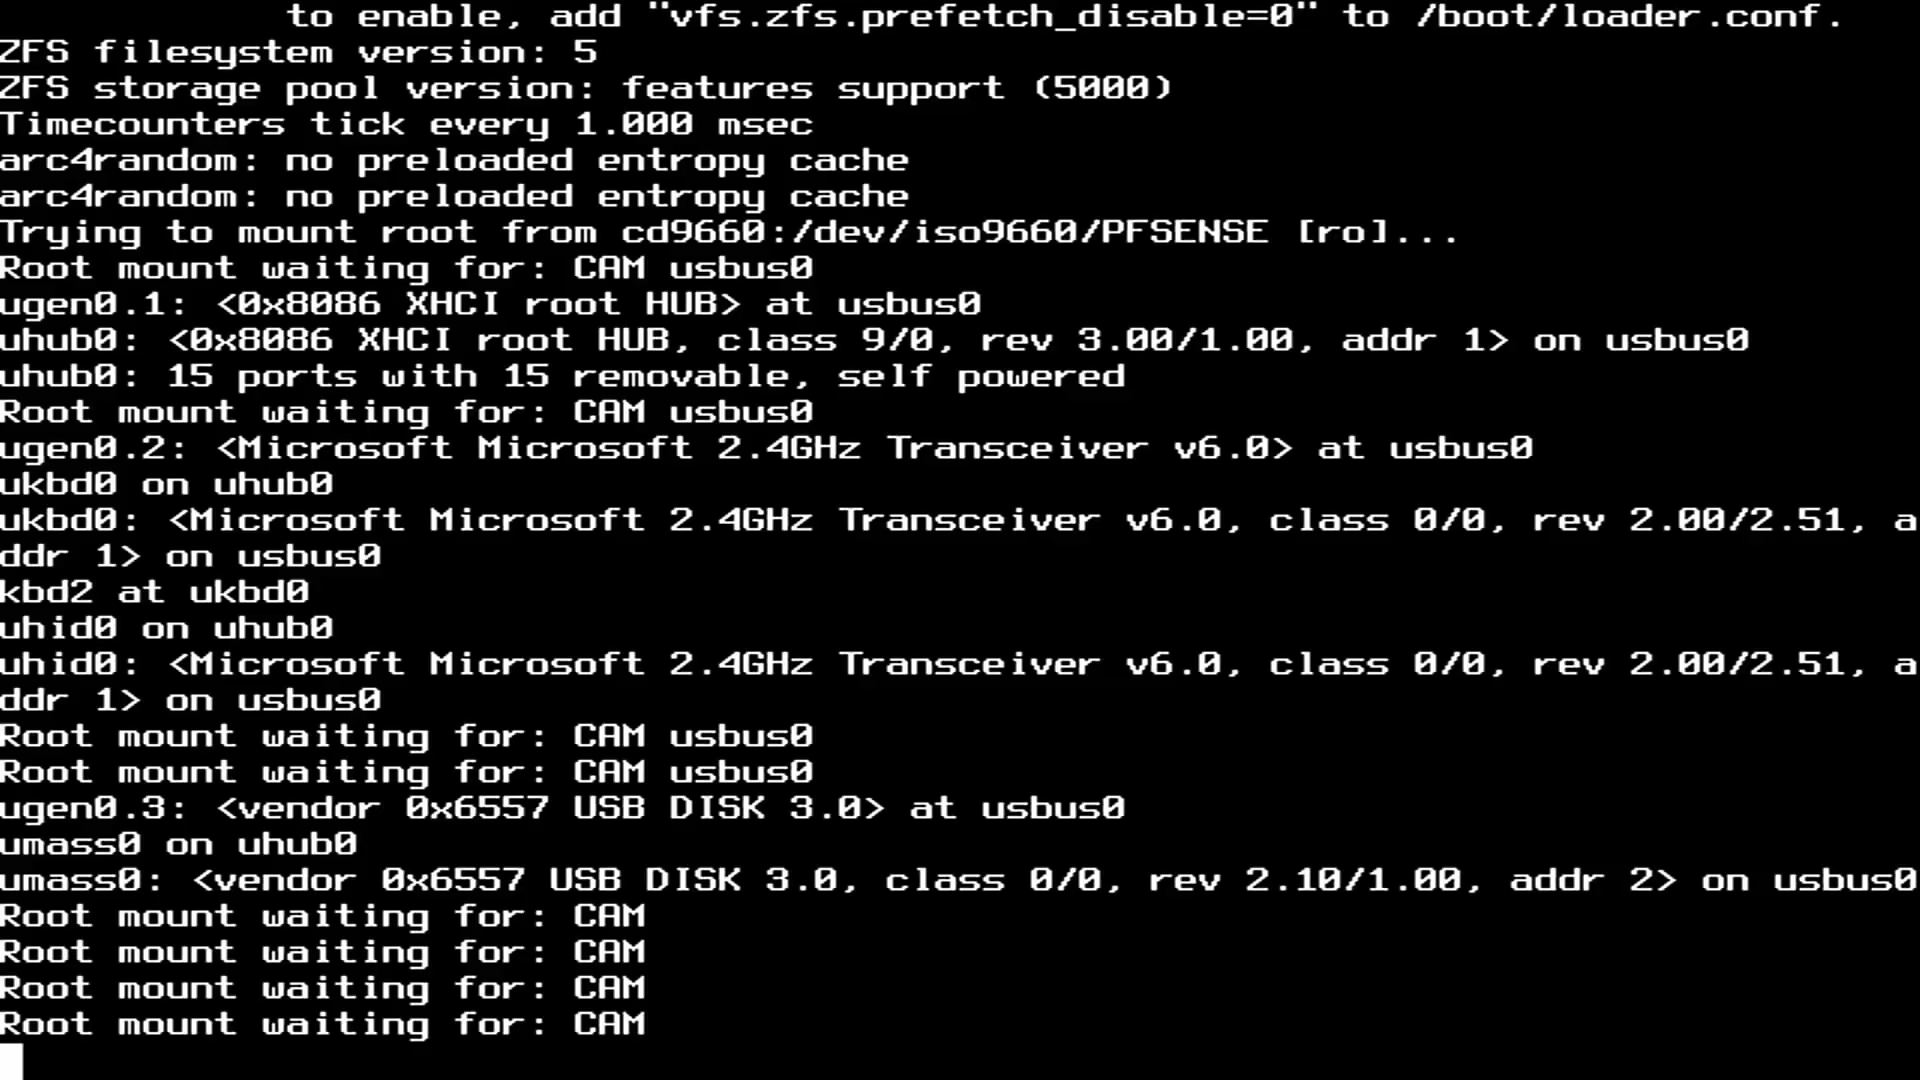 to enable, add "vfs.zfs.prefetch_disable=0" to /boot/loader.conf.
ZFS filesystem version: 5
ZFS storage pool version: features support (5000)
Timecounters tick every 1.000 msec
arc4random: no preloaded entropy cache
arc4random: no preloaded entropy cache
Trying to mount root from cd9660:/dev/iso9660/PFSENSE [ro]...
Root mount waiting for: CAM usbus0
ugen0.1: <0x8086 XHCI root HUB> at usbus0
uhub0: <0x8086 XHCI root HUB, class 9/0, rev 3.00/1.00, addr 1> on usbus0
uhub0: 15 ports with 15 removable, self powered
Root mount waiting for: CAM usbus0
ugen0.2: <Microsoft Microsoft 2.4GHz Transceiver v6.0> at usbus0
ukbd0 on uhub0
ukbd0: <Microsoft Microsoft 2.4GHz Transceiver v6.0, class 0/0, rev 2.00/2.51, a
ddr 1> on usbus0
kbd2 at ukbd0
uhid0 on uhub0
uhid0: <Microsoft Microsoft 2.4GHz Transceiver v6.0, class 0/0, rev 2.00/2.51, a
ddr 1> on usbus0
Root mount waiting for: CAM usbus0
Root mount waiting for: CAM usbus0
ugen0.3: <vendor 0x6557 USB DISK 3.0> at usbus0
umass0 on uhub0
umass0: <vendor 0x6557 USB DISK 3.0, class 0/0, rev 2.10/1.00, addr 2> on usbus0
Root mount waiting for: CAM
Root mount waiting for: CAM
Root mount waiting for: CAM
Root mount waiting for: CAM